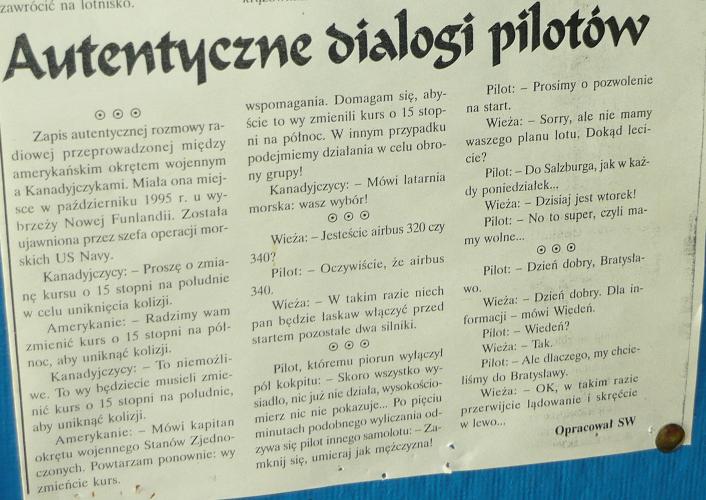 zawrócić na lotnisko.
Autentyczne dialogi pilotów
Zapis autentycznej rozmowy ra-
diowej przeprowadzonej między
amerykańskim okrętem wojennym
a Kanadyjczykami. Miała ona miej-
sce w październiku 1995 r. u wy-
brzeży Nowej Funlandii. Została
ujawniona przez szefa operacji mor-
skich US Navy.
Kanadyjczycy: – Proszę o zmia-
nę kursu o 15 stopni na południe
w celu uniknięcia kolizji.
Amerykanie: – Radzimy wam
zmienić kurs o 15 stopni na pół-
noc, aby uniknąć kolizji.
Kanadyjczycy: – To niemożli-
we. To wy będziecie musieli zmie-
nić kurs o 15 stopni na południe,
aby uniknąć kolizji.
Amerykanie: – Mówi kapitan
okrętu wojennego Stanów Zjedno-
czonych. Powtarzam ponownie: wy
zmieńcie kurs.
wspomagania. Domagam się, aby-
ście to wy zmienili kurs o 15 stop-
ni na północ. W innym przypadku
podejmiemy działania w celu obro-
ny grupy!
Kanadyjczycy: – Mówi latarnia
morska: wasz wybór!
Wieża: – Jesteście airbus 320 czy
340?
Pilot: – Oczywiście, że airbus
340.
Wieża: – W takim razie niech
pan będzie łaskaw włączyć przed
startem pozostałe dwa silniki.
Pilot, któremu piorun wyłączył
pół kokpitu: – Skoro wszystko wy-
siadło, nic już nie działa, wysokościo-
mierz nic nie pokazuje... Po pięciu
minutach podobnego wyliczania od-
zywa się pilot innego samolotu: – Za-
mknij się, umieraj jak mężczyzna!
Pilot: – Prosimy o pozwolenie
na start.
Wieża: – Sorry, ale nie mamy
waszego planu lotu. Dokąd leci-
cie?
Pilot: – Do Salzburga, jak w każ-
dy poniedziałek...
Wieża: – Dzisiaj jest wtorek!
Pilot: – No to super, czyli ma-
my wolne...
Pilot: – Dzień dobry, Bratysła-
wo.
Wieża: – Dzień dobry. Dla in-
formacji – mówi Wiedeń.
Pilot: – Wiedeń?
Wieża: – Tak.
Pilot: – Ale dlaczego, my chcie-
liśmy do Bratysławy.
Wieża: – OK, w takim razie
przerwijcie lądowanie i skręćcie
w lewo...
Opracował SW